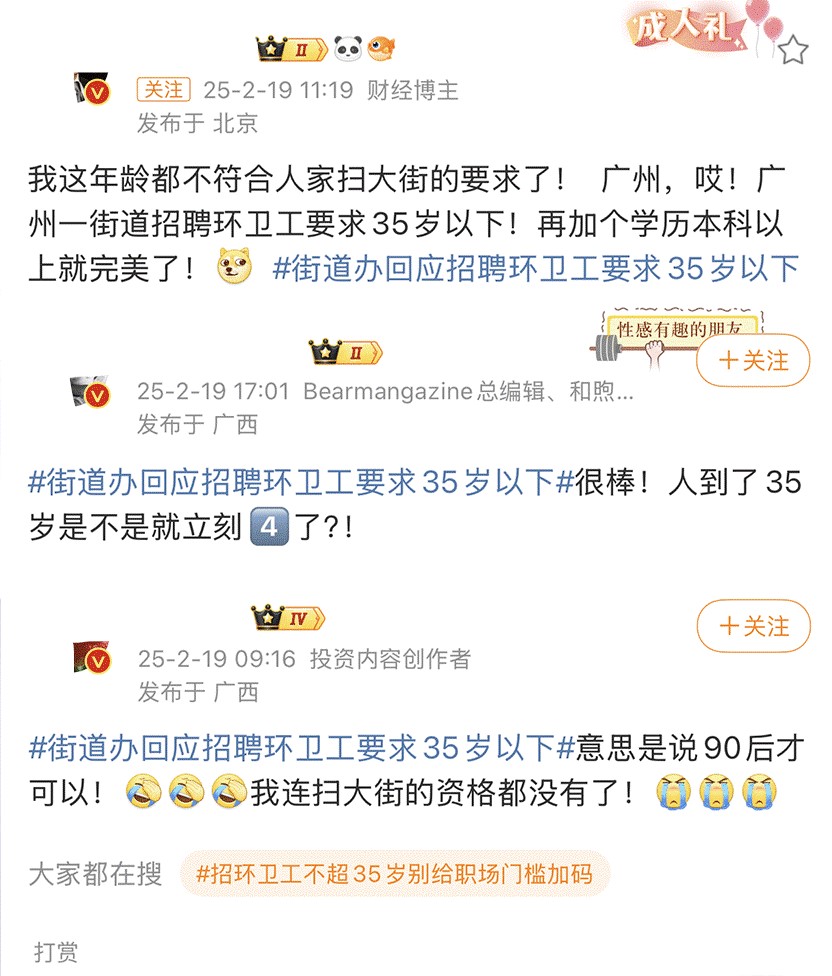 成人礼
II
关注 25-2-19 11:19 财经博主
发布于 北京
我这年龄都不符合人家扫大街的要求了! 广州,哎!广
州一街道招聘环卫工要求35岁以下!再加个学历本科以
上就完美了! #街道办回应招聘环卫工要求35岁以下
性感有趣的朋友
II
+关注
25-2-19 17:01 Bearmangazine总编辑、和煦...
发布于 广西
#街道办回应招聘环卫工要求35岁以下#很棒!人到了35
岁是不是就立刻4了?!
IV
+关注
25-2-19 09:16 投资内容创作者
发布于 广西
#街道办回应招聘环卫工要求35岁以下#意思是说90后才
可以! 我连扫大街的资格都没有了!
大家都在搜 #招环卫工不超35岁别给职场门槛加码
打赏